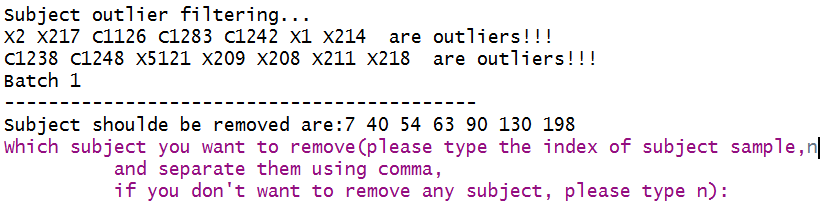 Subject outlier filtering...
X2 X217 C1126 C1283 C1242 X1 X214  are outliers!!!
C1238 C1248 X5121 X209 X208 X211 X218  are outliers!!!
Batch 1
-------------------------------------------
Subject shoulde be removed are:7 40 54 63 90 130 198
Which subject you want to remove(please type the index of subject sample,n
and separate them using comma,
if you don't want to remove any subject, please type n):